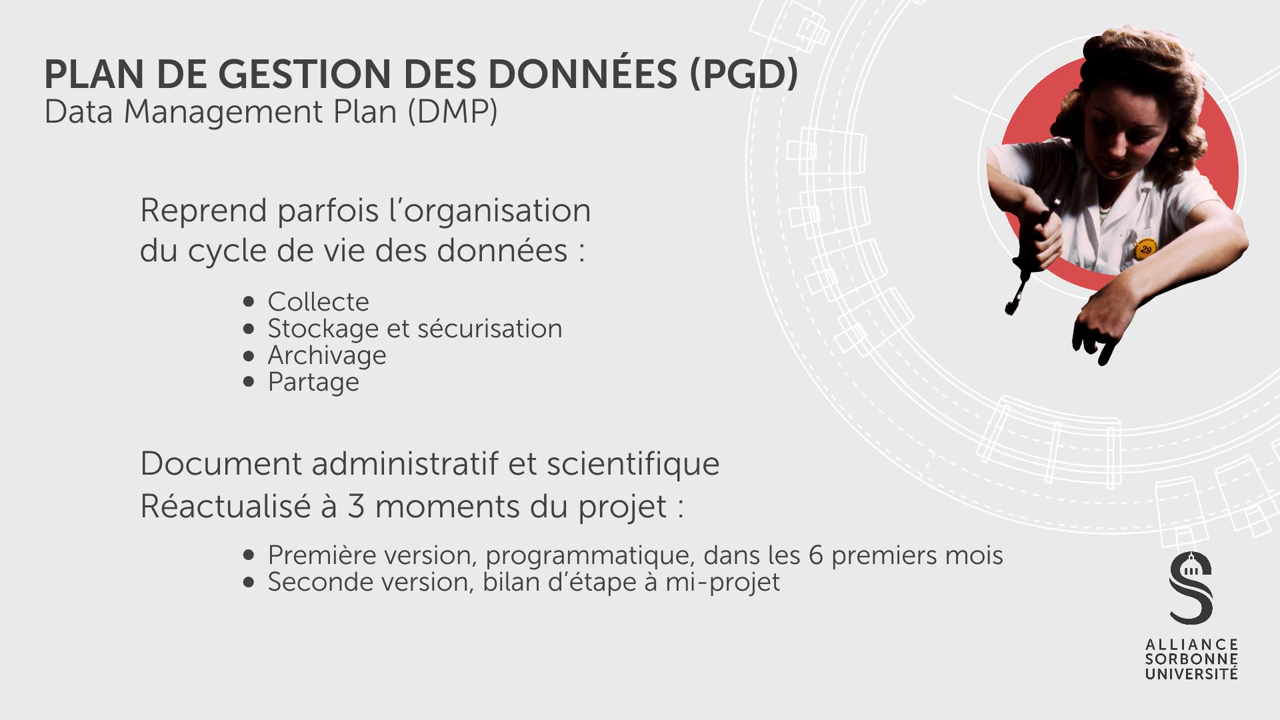 PLAN DE GESTION DES DONNÉES (PGD)
Data Management Plan (DMP)
Reprend parfois l’organisation
du cycle de vie des données :
• Collecte
• Stockage et sécurisation
• Archivage
• Partage
Document administratif et scientifique
Réactualisé à 3 moments du projet :
• Première version, programmatique, dans les 6 premiers mois
• Seconde version, bilan d’étape à mi-projet
29
ALLIANCE
SORBONNE
UNIVERSITÉ